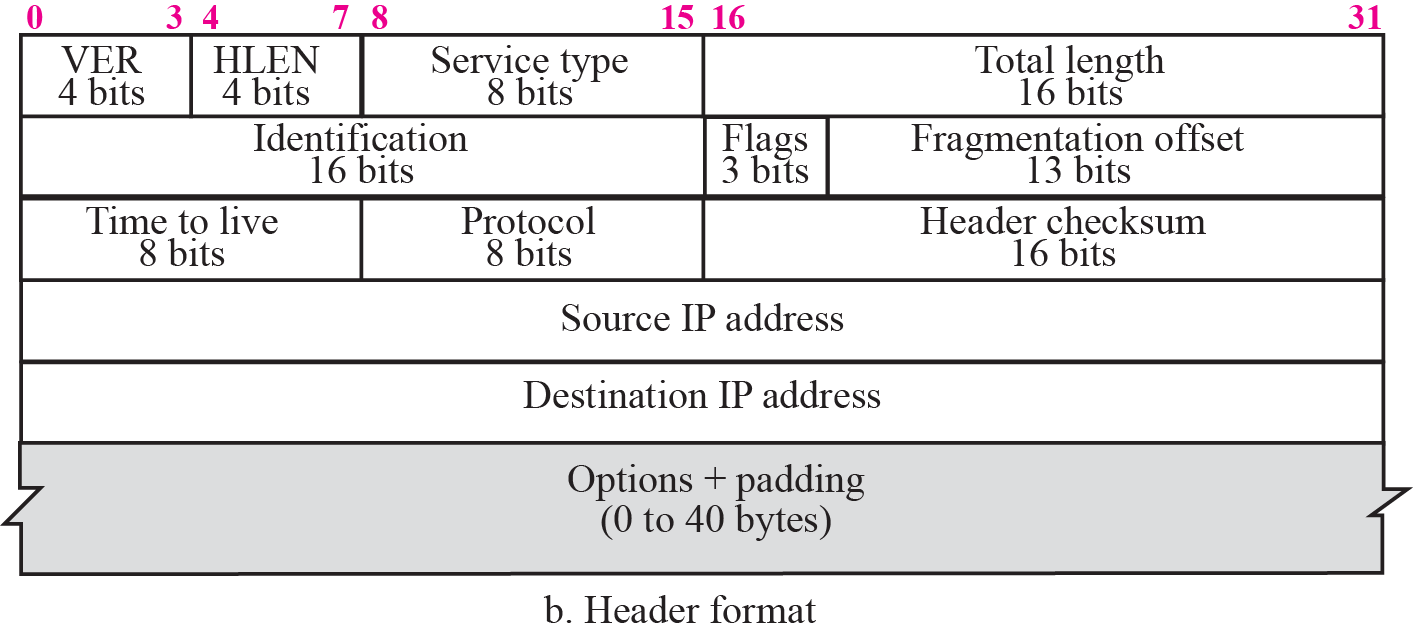 0 3 4 7 8 15 16 31
VER HLEN Service type Total length
4 bits 4 bits 8 bits 16 bits
Identification Flags Fragmentation offset
16 bits 3 bits 13 bits
Time to live Protocol Header checksum
8 bits 8 bits 16 bits
Source IP address
Destination IP address
Options + padding
(0 to 40 bytes)
b. Header format